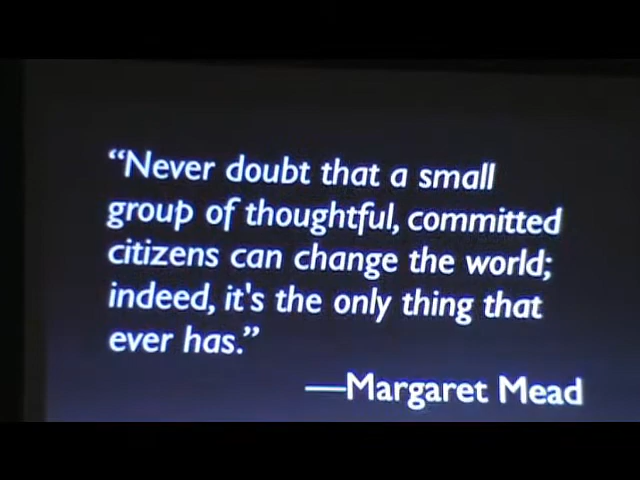 “Never doubt that a small
group of thoughtful, committed
citizens can change the world;
indeed, it's the only thing that
ever has.”
—Margaret Mead